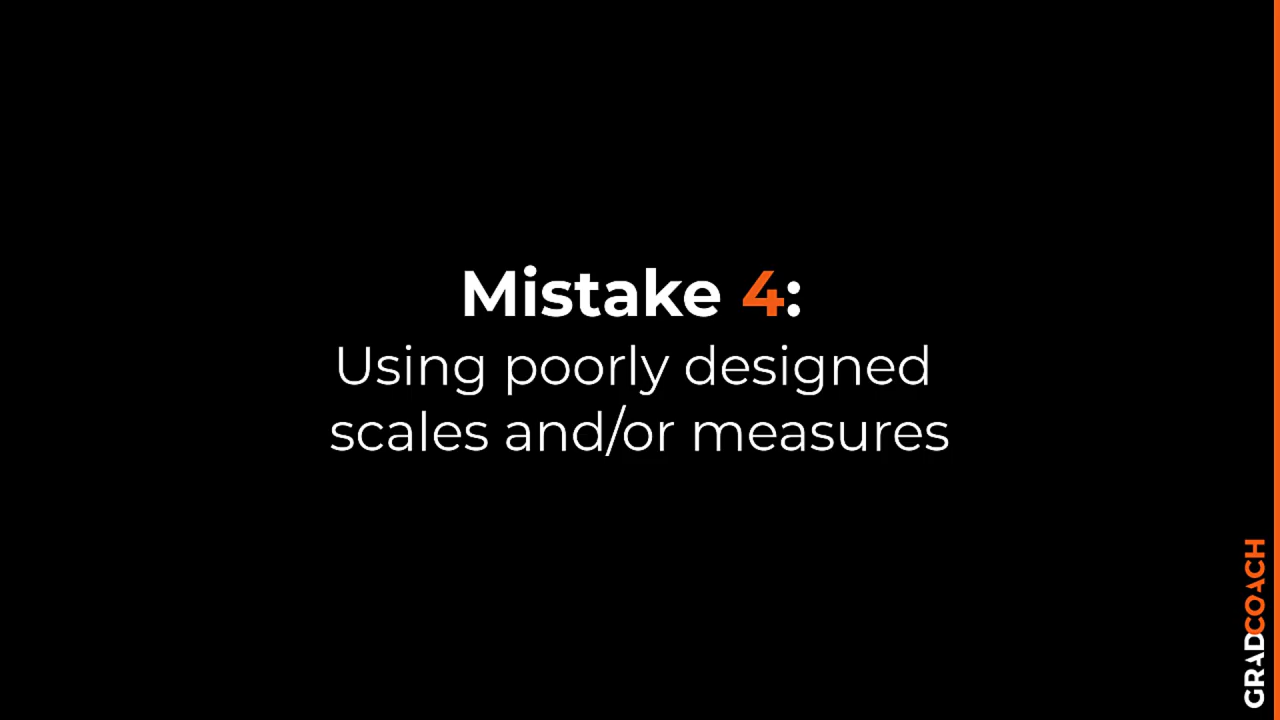 Mistake 4:
Using poorly designed
scales and/or measures
GRADCOACH